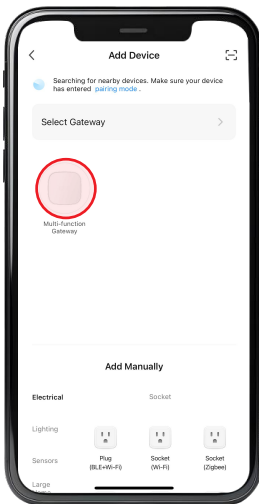 Add Device
Searching for nearby devices. Make sure your device
has entered pairing mode .
Select Gateway
Multi-function
Gateway
Add Manually
Electrical
Socket
Lighting
Plug
(BLE+Wi-Fi)
Socket
(Wi-Fi)
Socket
(Zigbee)
Sensors
Large